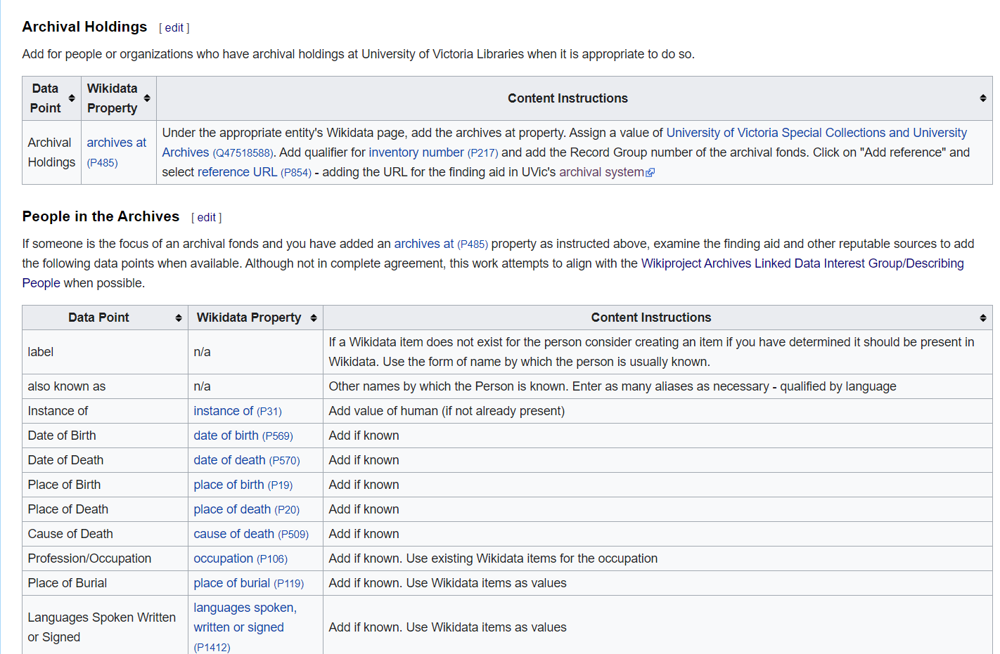 Archival Holdings [ edit ]
Add for people or organizations who have archival holdings at University of Victoria Libraries when it is appropriate to do so.
Data Point
Wikidata Property
Content Instructions
Archival Holdings
archives at (P485)
Under the appropriate entity's Wikidata page, add the archives at property. Assign a value of University of Victoria Special Collections and University
Archives (Q47518588). Add qualifier for inventory number (P217) and add the Record Group number of the archival fonds. Click on "Add reference" and
select reference URL (P854) - adding the URL for the finding aid in UVic's archival system
People in the Archives [ edit ]
If someone is the focus of an archival fonds and you have added an archives at (P485) property as instructed above, examine the finding aid and other reputable sources to add
the following data points when available. Although not in complete agreement, this work attempts to align with the Wikiproject Archives Linked Data Interest Group/Describing
People when possible.
Data Point Wikidata Property Content Instructions
label n/a If a Wikidata item does not exist for the person consider creating an item if you have determined it should be present in
Wikidata. Use the form of name by which the person is usually known.
also known as n/a Other names by which the Person is known. Enter as many aliases as necessary - qualified by language
Instance of instance of (P31) Add value of human (if not already present)
Date of Birth date of birth (P569) Add if known
Date of Death date of death (P570) Add if known
Place of Birth place of birth (P19) Add if known
Place of Death place of death (P20) Add if known
Cause of Death cause of death (P509) Add if known
Profession/Occupation occupation (P106) Add if known. Use existing Wikidata items for the occupation
Place of Burial place of burial (P119) Add if known. Use Wikidata items as values
Languages Spoken Written
or Signed
languages spoken,
written or signed
(P1412)
Add if known. Use Wikidata items as values